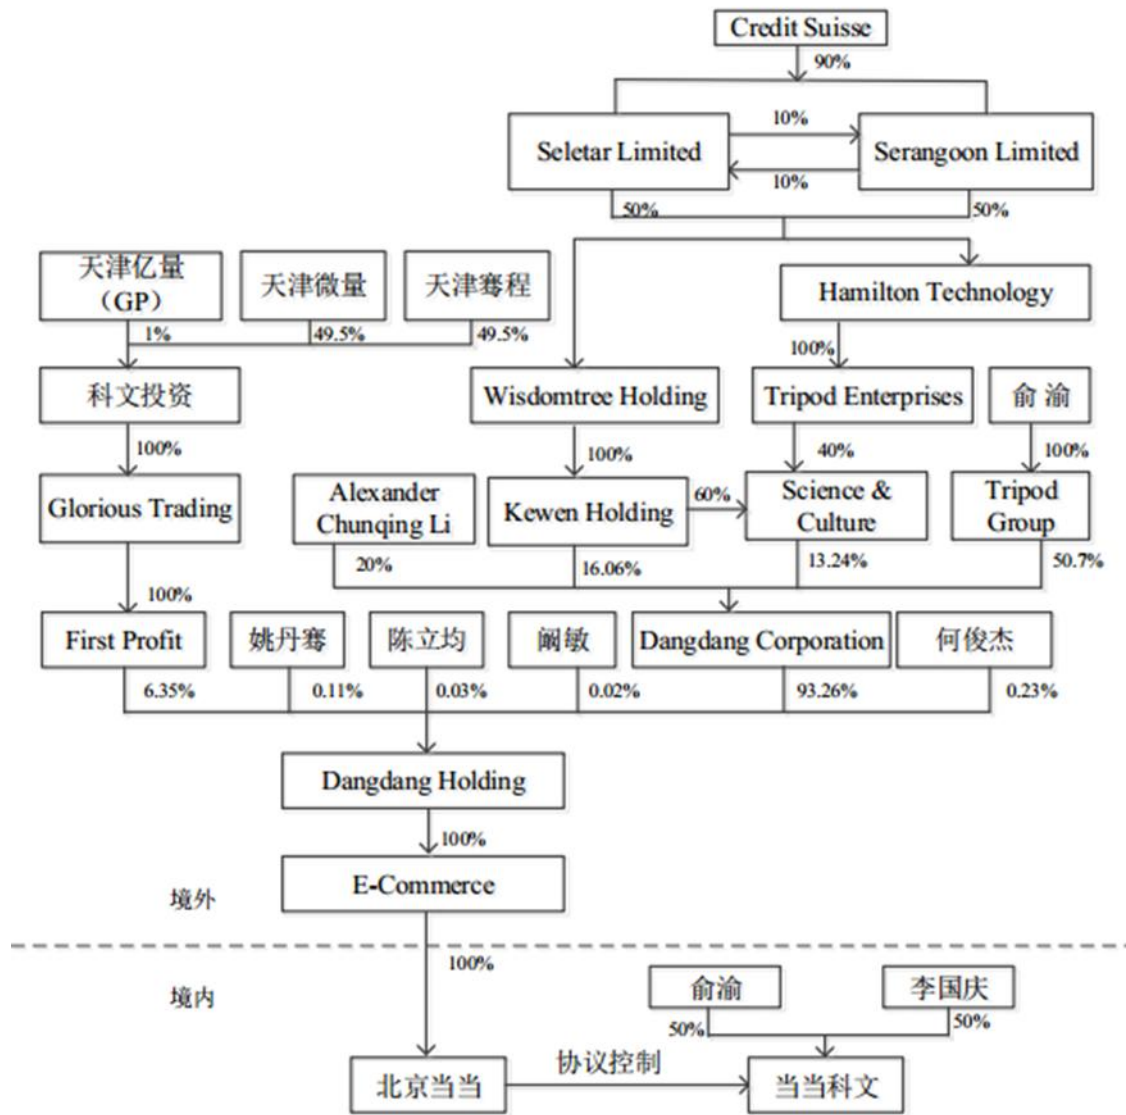 Credit Suisse
90%
10%
Seletar Limited
Serangoon Limited
10%
50%
50%
天津亿量
（GP）
天津微量
天津骞程
Hamilton Technology
1%
49.5%
49.5%
100%
科文投资
Wisdomtree Holding
Tripod Enterprises
俞 渝
100%
100%
40%
100%
Glorious Trading
Alexander
Chunqing Li
Kewen Holding
60%
Science &
Culture
Tripod
Group
20%
16.06%
13.24%
50.7%
100%
First Profit
姚丹骞
陈立均
阚敏
Dangdang Corporation
何俊杰
6.35%
0.11%
0.03%
0.02%
93.26%
0.23%
Dangdang Holding
100%
E-Commerce
境外
100%
境内
俞渝
李国庆
50%
50%
北京当当
协议控制
当当科文